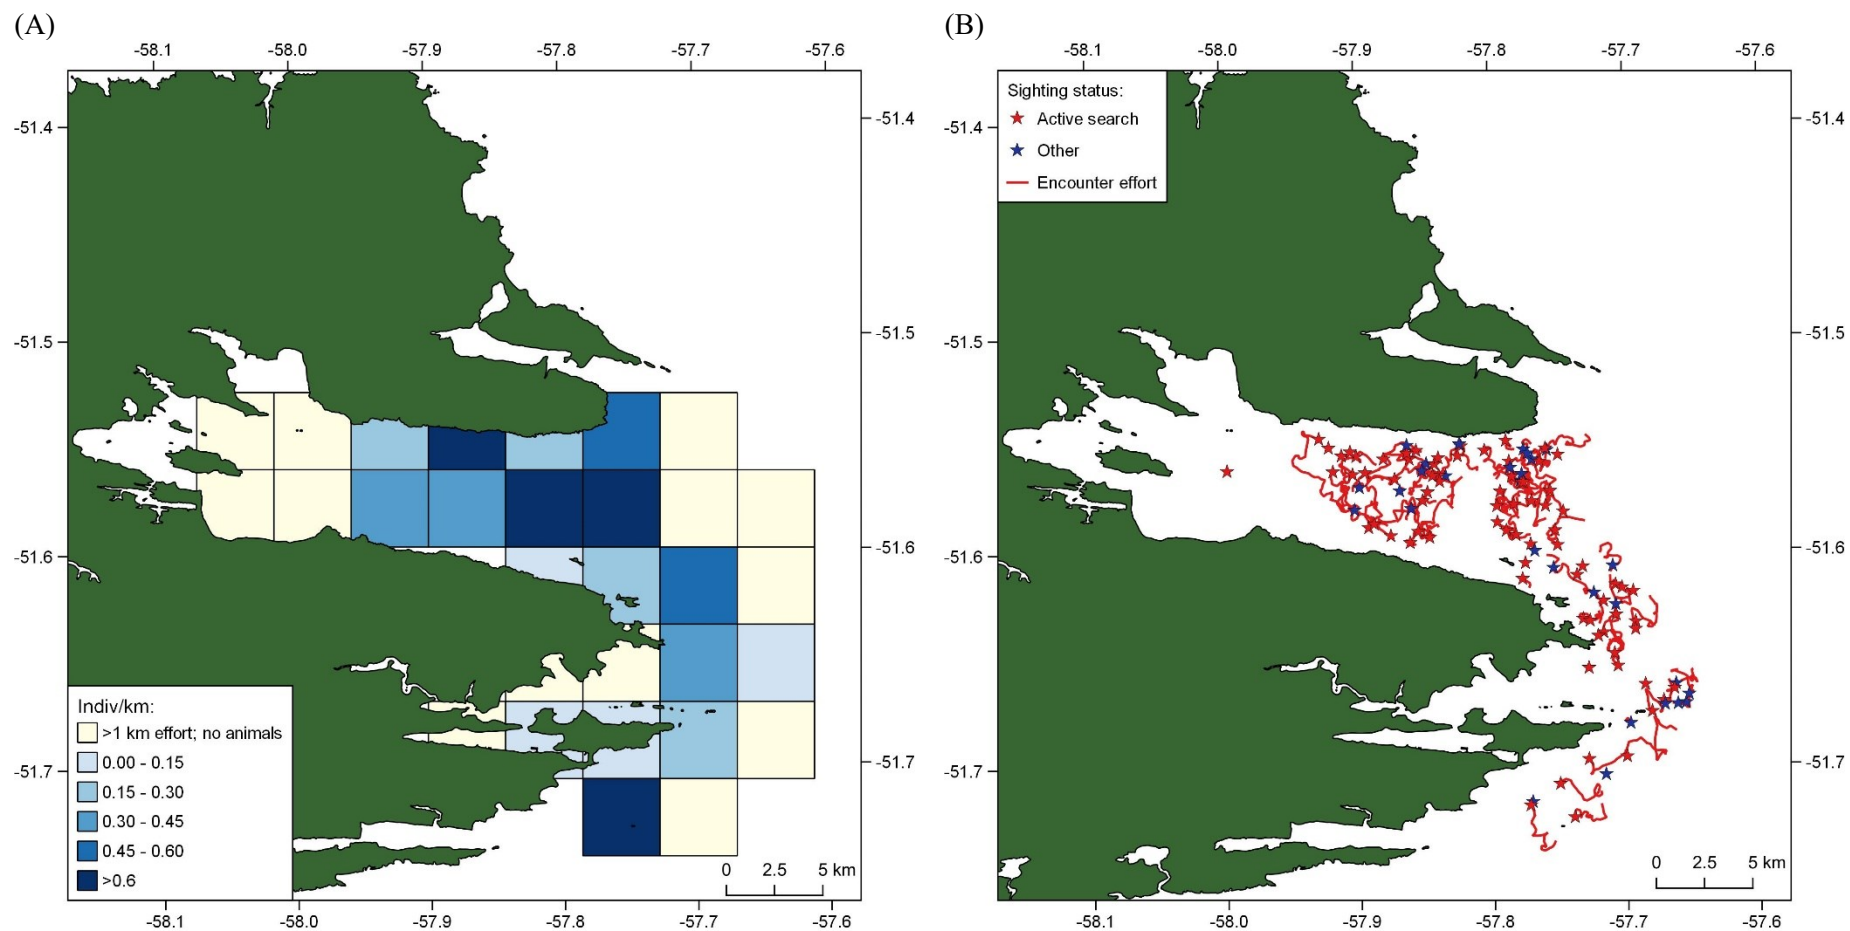 (A)
(B)
-58.1 -58.0 -57.9 -57.8 -57.7 -57.6
-51.4 -51.4
-51.5 -51.5
-51.6 -51.6
-51.7 -51.7
Indiv/km:
>1 km effort; no animals
0.00 - 0.15
0.15 - 0.30
0.30 - 0.45
0.45 - 0.60
>0.6
0 2.5 5 km
-58.1 -58.0 -57.9 -57.8 -57.7 -57.6
-58.1 -58.0 -57.9 -57.8 -57.7 -57.6
Sighting status:
Active search
Other
Encounter effort
-51.4 -51.4
-51.5 -51.5
-51.6 -51.6
-51.7 -51.7
0 2.5 5 km
-58.1 -58.0 -57.9 -57.8 -57.7 -57.6